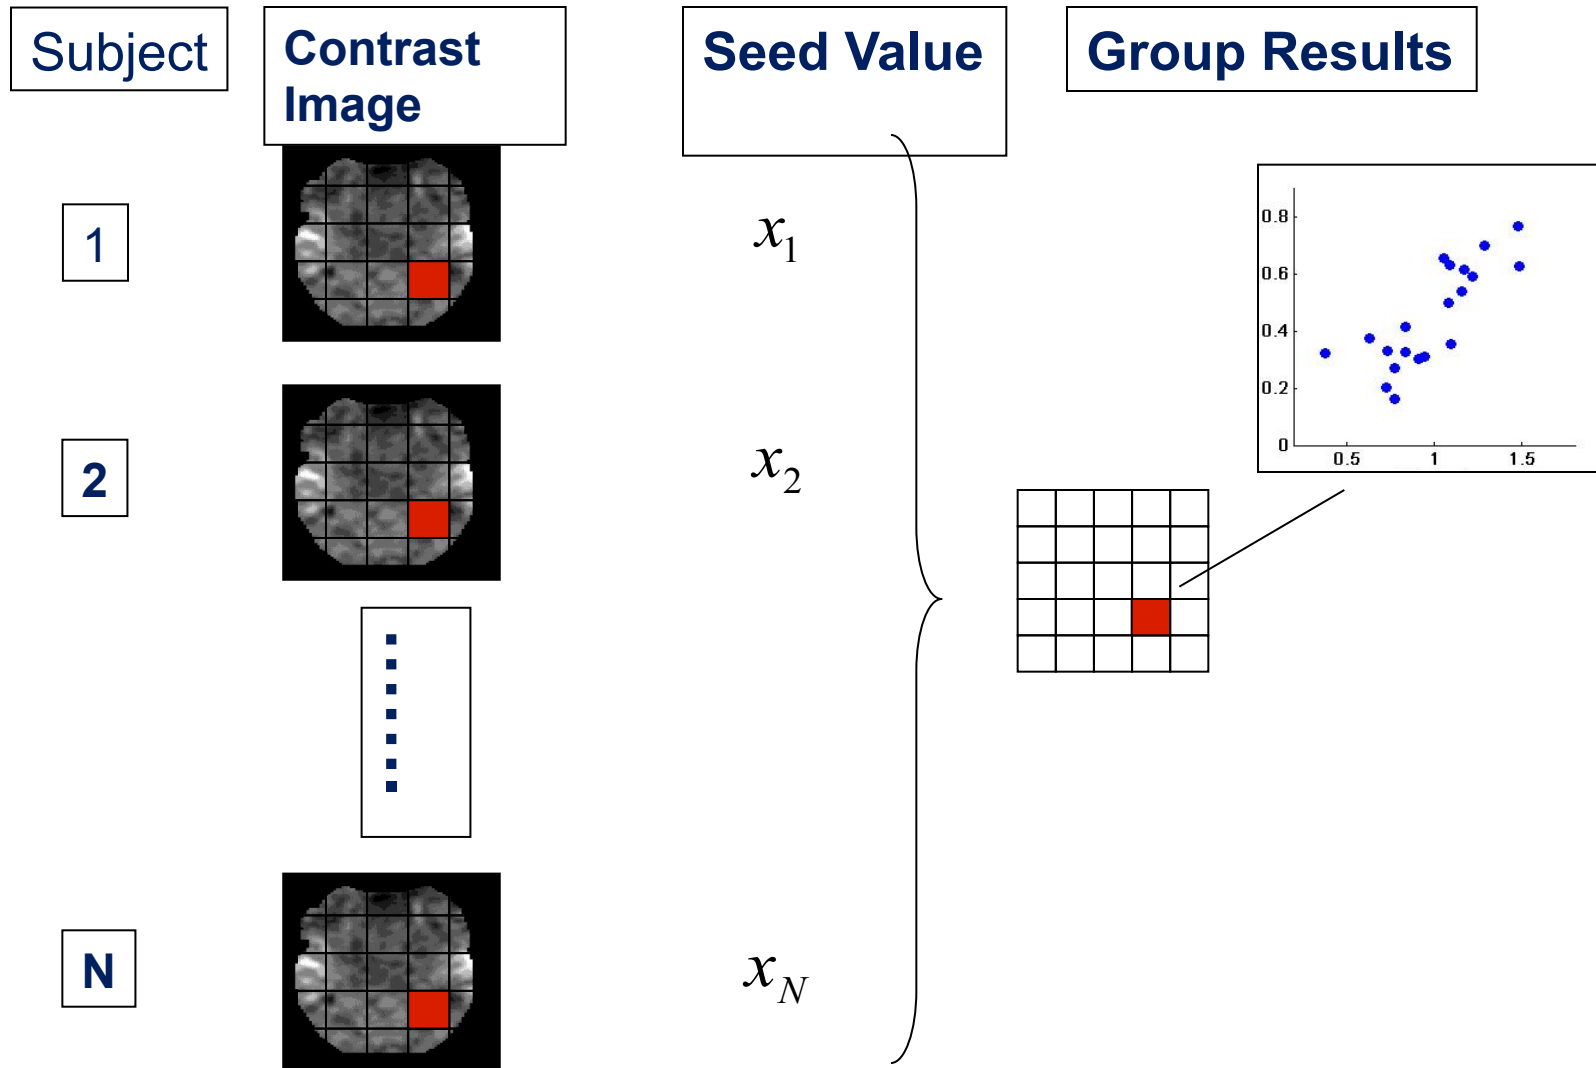 Subject
Contrast
Image
Seed Value
Group Results
1
x1
0.8
0.6
0.4
0.2
0
0.5 1 1.5
2
x2
N
xN